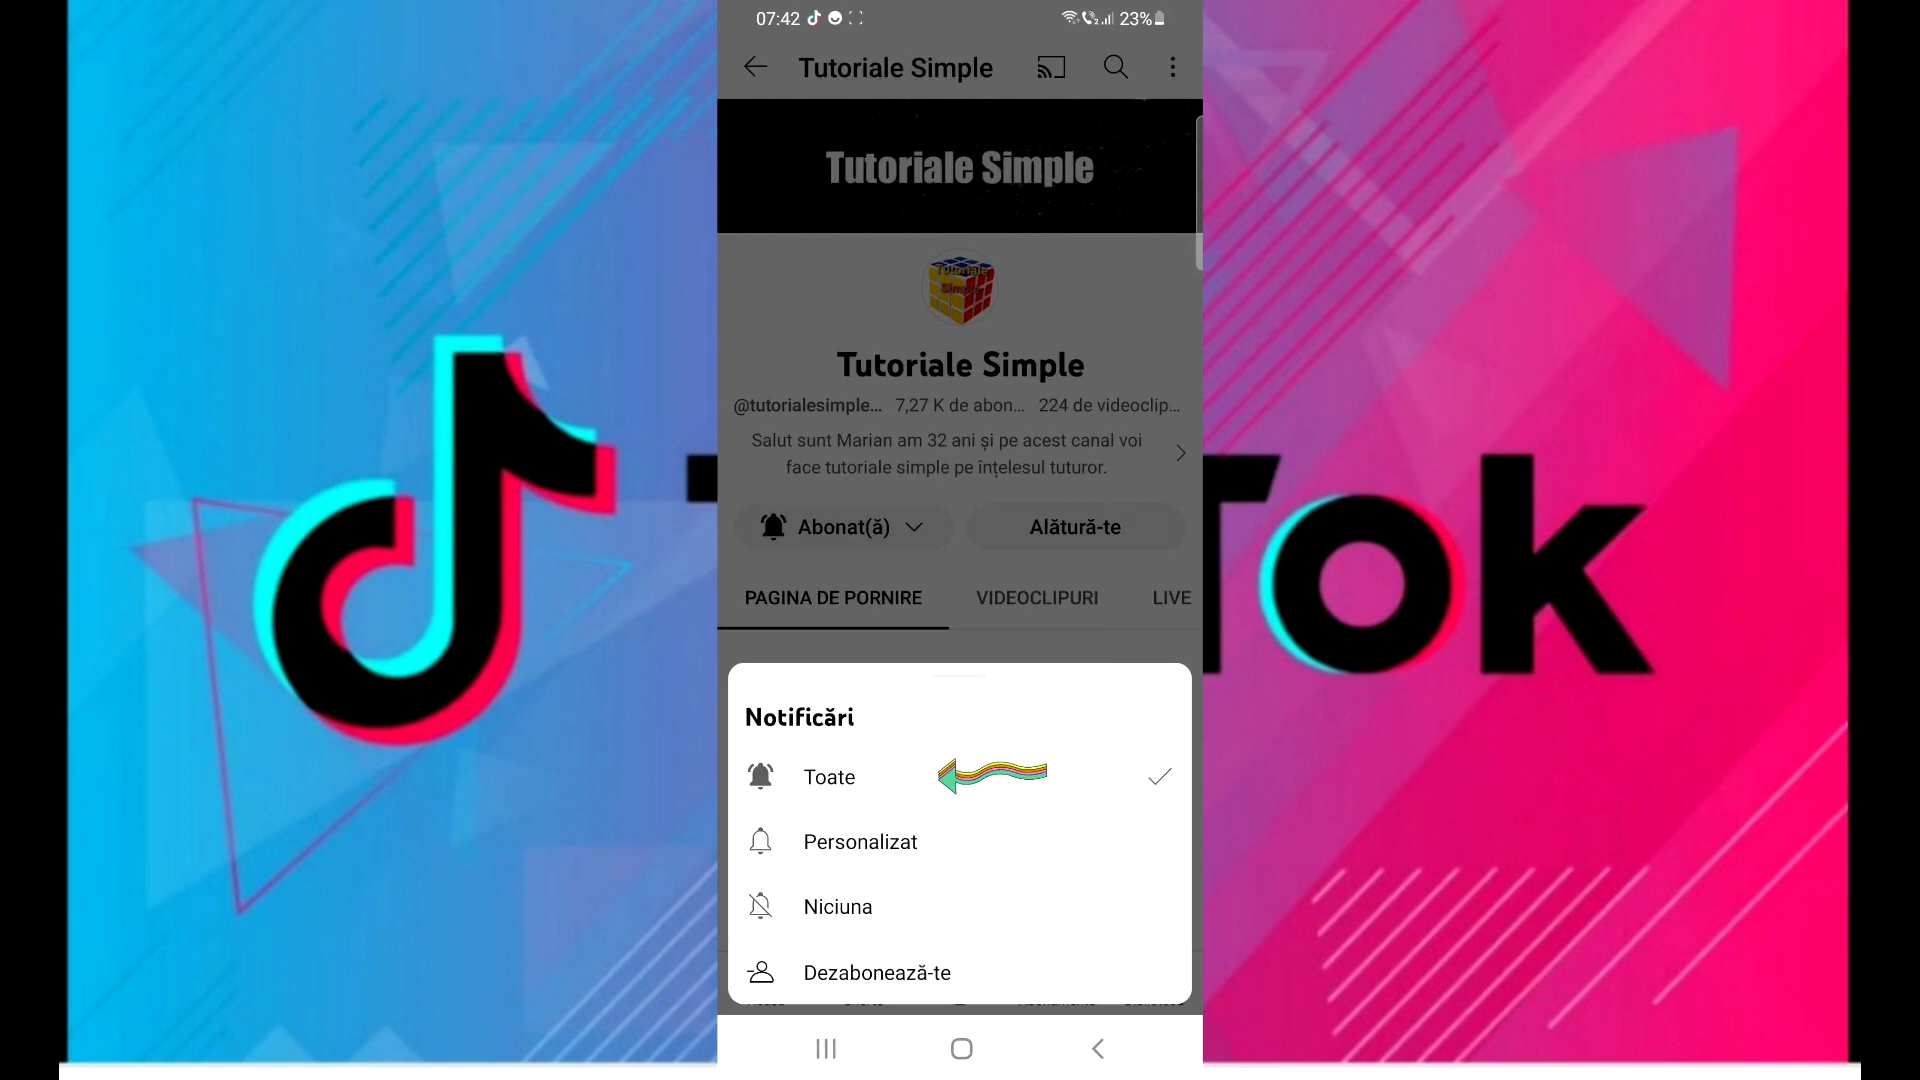 07:42
23%
Tutoriale Simple
Tutoriale Simple
Tutoriale Simple
Tutoriale Simple
@tutorialesimple... 7,27 K de abon... 224 de videoclip...
Salut sunt Marian am 32 ani și pe acest canal voi
face tutoriale simple pe înțelesul tuturor.
Abonat(ă)
Alătură-te
PAGINA DE PORNIRE
VIDEOCLIPURI
LIVE
Tok
Notificări
Toate
Personalizat
Niciuna
Dezabonează-te